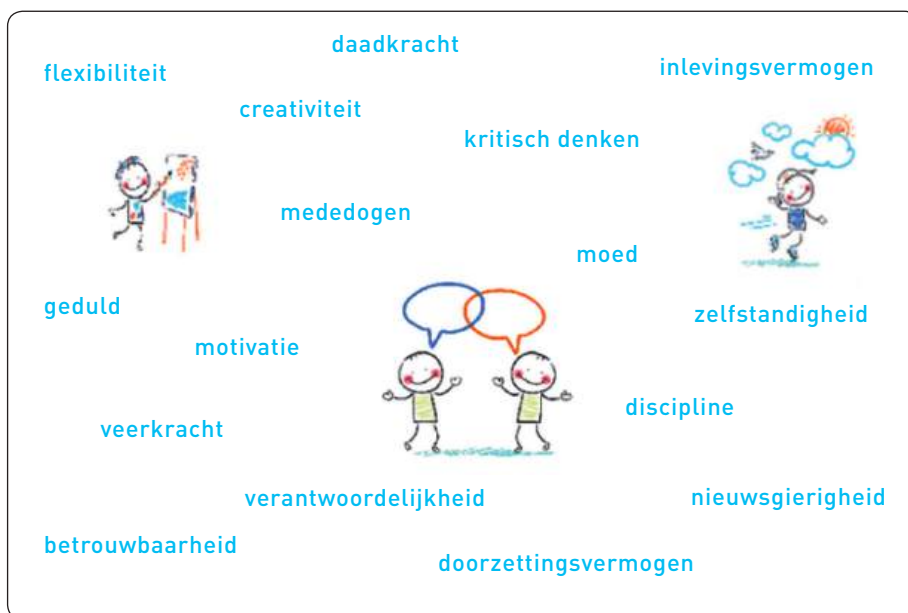 daadkracht
flexibiliteit
inlevingsvermogen
creativiteit
kritisch denken
mededogen
moed
geduld
zelfstandigheid
motivatie
discipline
veerkracht
verantwoordelijkheid
nieuwsgierigheid
betrouwbaarheid
doorzettingsvermogen